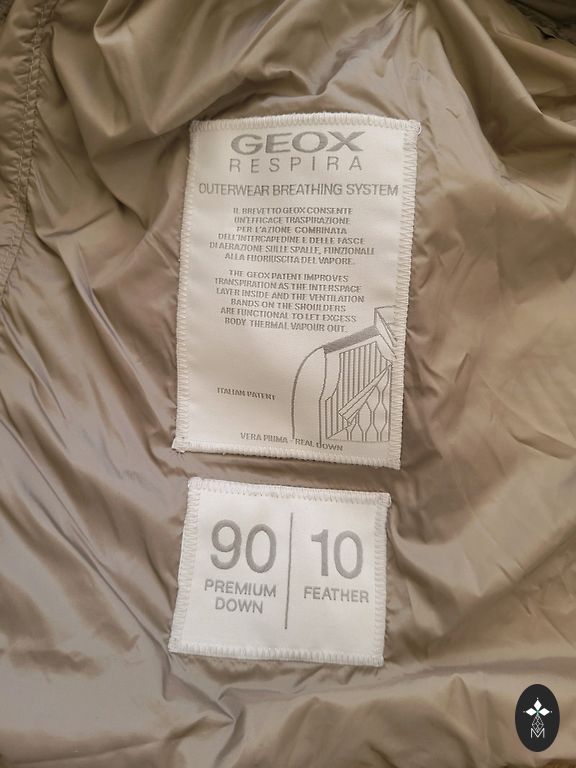 GEOX
RESPIRA
OUTERWEAR BREATHING SYSTEM
IL BREVETTO GEOX CONSENTE
UN'EFFICACE TRASPIRAZIONE
PER L'AZIONE COMBINATA
DELL'INTERCAPEDINE E DELLE FASCE
DI AERAZIONE SULLE SPALLE, FUNZIONALI
ALLA FUORIUSCITA DEL VAPORE.
THE GEOX PATENT IMPROVES
TRANSPIRATION AS THE INTERSPACE
LAYER INSIDE AND THE VENTILATION
BANDS ON THE SHOULDERS
ARE FUNCTIONAL TO LET EXCESS
BODY THERMAL VAPOUR OUT.
ITALIAN PATENT
VERA PIUMA - REAL DOWN
90
PREMIUM
DOWN
10
FEATHER
M